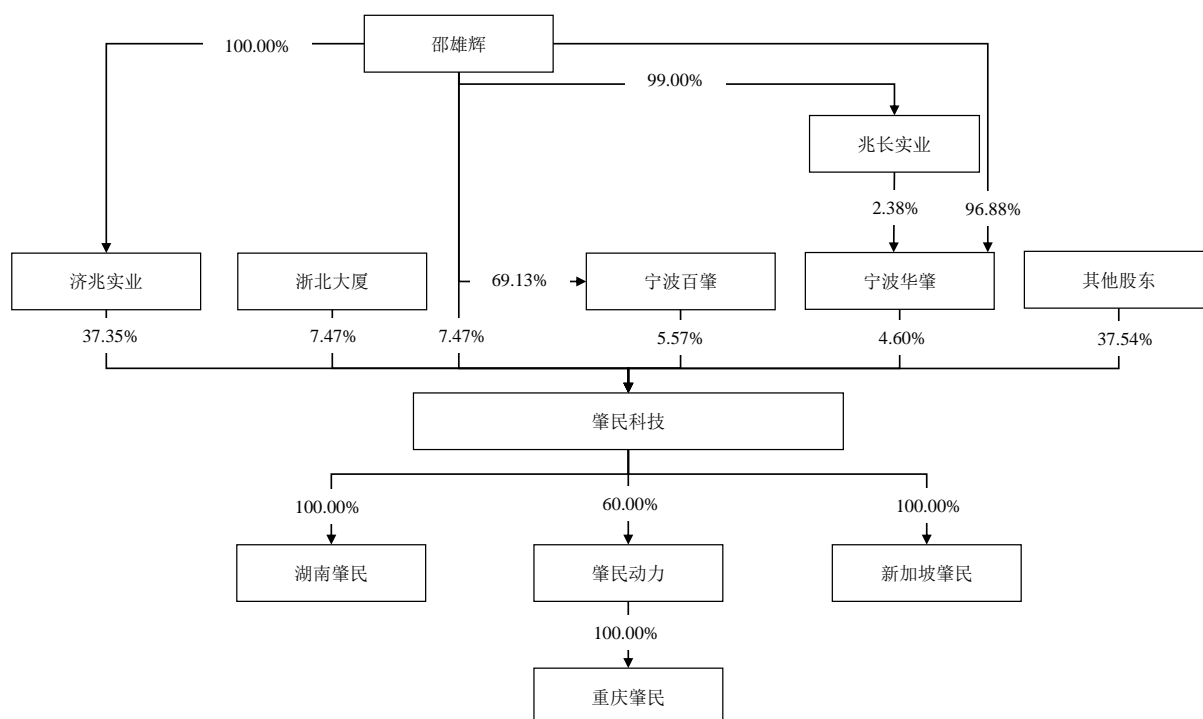 邵雄辉
100.00%
99.00%
兆长实业
2.38%
96.88%
济兆实业
浙北大厦
69.13%
宁波百肇
宁波华肇
其他股东
37.35%
7.47%
7.47%
5.57%
4.60%
37.54%
肇民科技
100.00%
60.00%
100.00%
湖南肇民
肇民动力
新加坡肇民
100.00%
重庆肇民